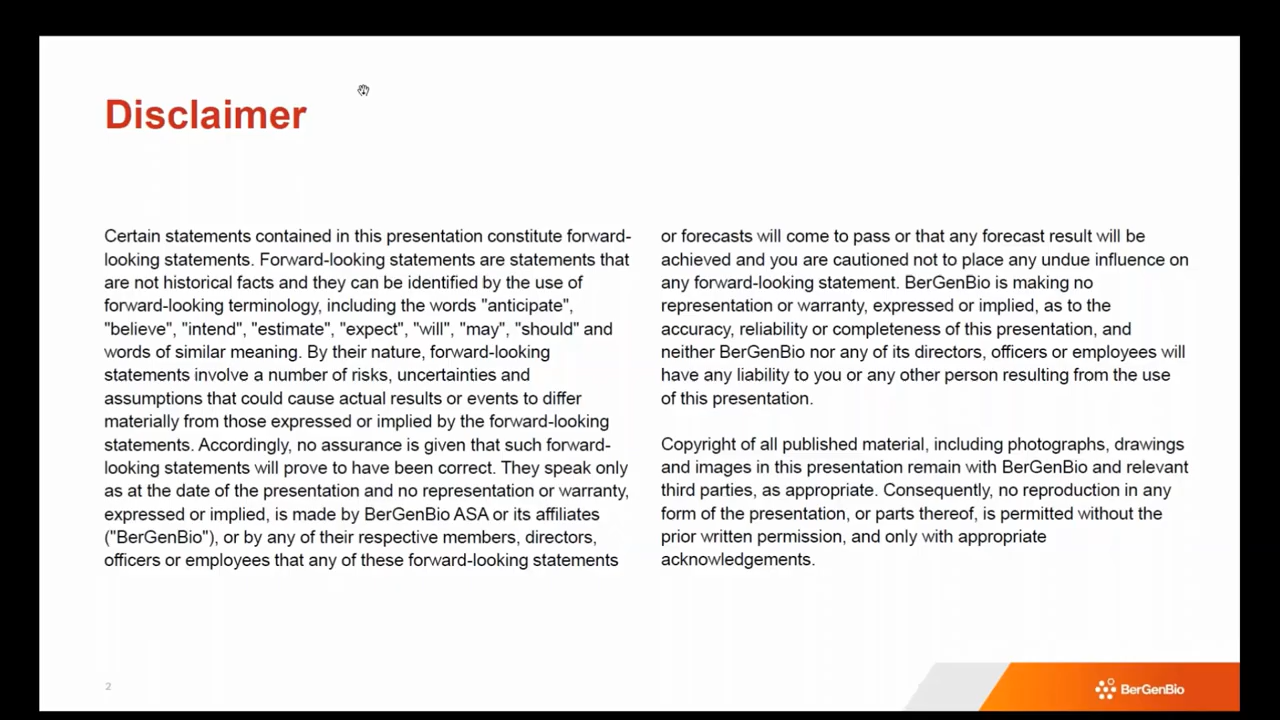 Disclaimer
Certain statements contained in this presentation constitute forward-
looking statements. Forward-looking statements are statements that
are not historical facts and they can be identified by the use of
forward-looking terminology, including the words "anticipate",
"believe", "intend", "estimate", "expect", "will", "may", "should" and
words of similar meaning. By their nature, forward-looking
statements involve a number of risks, uncertainties and
assumptions that could cause actual results or events to differ
materially from those expressed or implied by the forward-looking
statements. Accordingly, no assurance is given that such forward-
looking statements will prove to have been correct. They speak only
as at the date of the presentation and no representation or warranty,
expressed or implied, is made by BerGenBio ASA or its affiliates
("BerGenBio"), or by any of their respective members, directors,
officers or employees that any of these forward-looking statements
or forecasts will come to pass or that any forecast result will be
achieved and you are cautioned not to place any undue influence on
any forward-looking statement. BerGenBio is making no
representation or warranty, expressed or implied, as to the
accuracy, reliability or completeness of this presentation, and
neither BerGenBio nor any of its directors, officers or employees will
have any liability to you or any other person resulting from the use
of this presentation.
Copyright of all published material, including photographs, drawings
and images in this presentation remain with BerGenBio and relevant
third parties, as appropriate. Consequently, no reproduction in any
form of the presentation, or parts thereof, is permitted without the
prior written permission, and only with appropriate
acknowledgements.
2
BerGenBio